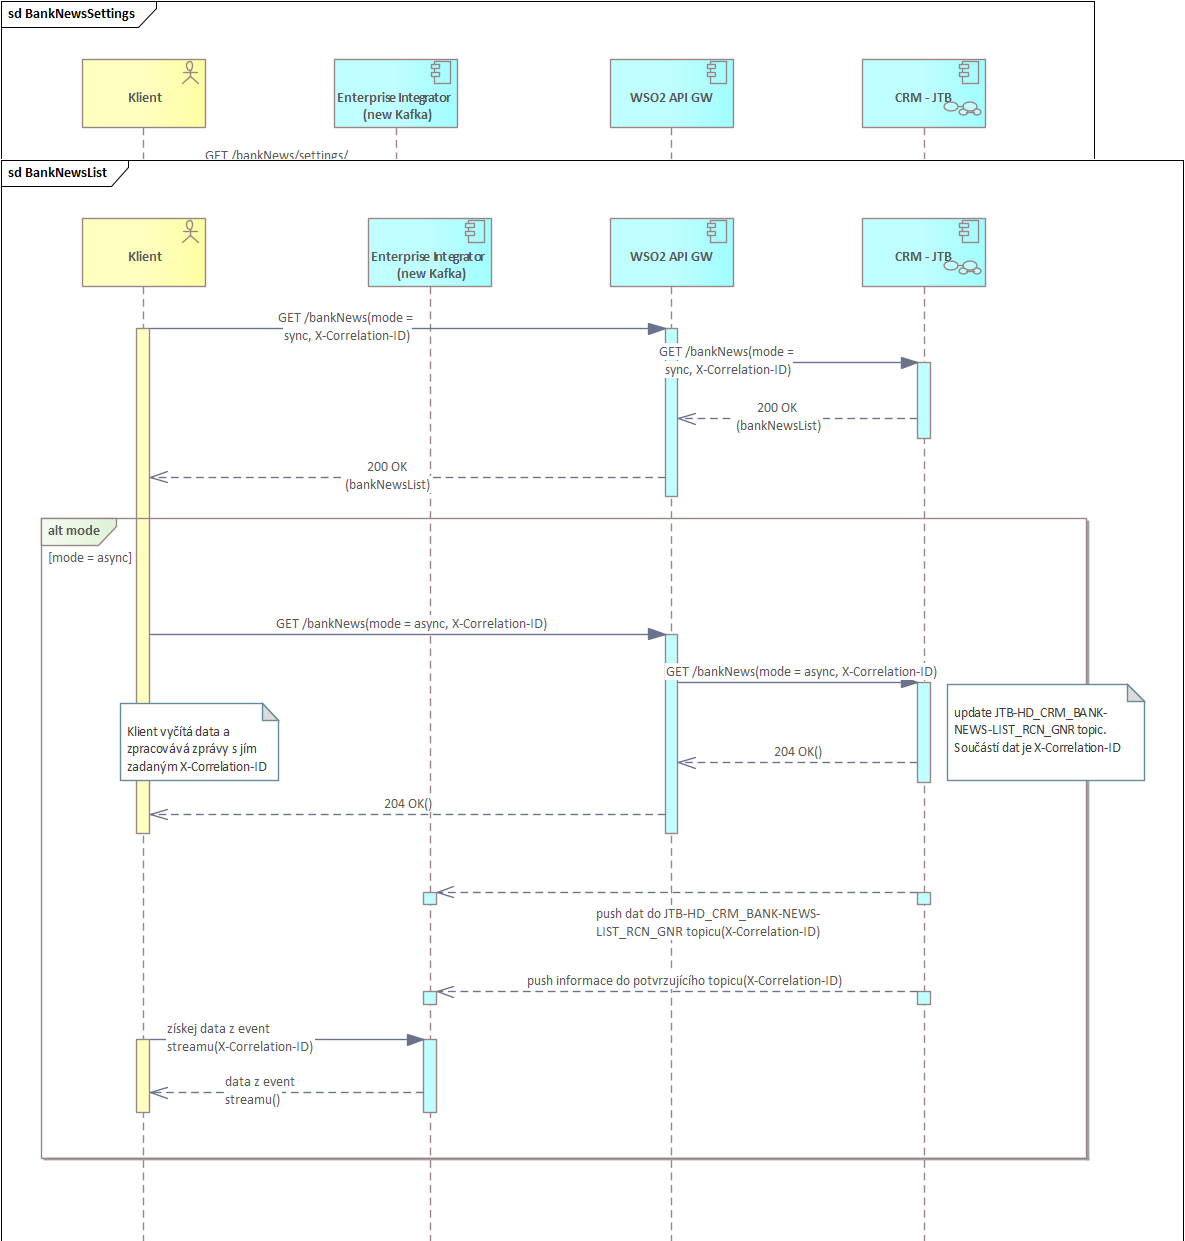 sd BankNewsSettings
Klient
Enterprise Integrator
(new Kafka)
WSO2 API GW
CRM - JTB
GET /bankNews/settings/
sd BankNewsList
Klient
Enterprise Integrator
(new Kafka)
WSO2 API GW
CRM - JTB
GET /bankNews(mode =
sync, X-Correlation-ID)
GET /bankNews(mode =
sync, X-Correlation-ID)
200 OK
(bankNewsList)
200 OK
(bankNewsList)
alt mode
[mode = async]
GET /bankNews(mode = async, X-Correlation-ID)
GET /bankNews(mode = async, X-Correlation-ID)
update JTB-HD_CRM_BANK-
NEWS-LIST_RCN_GNR topic.
Součástí dat je X-Correlation-ID
Klient vyčítá data a
zpracovává zprávy s jím
zadaným X-Correlation-ID
204 OK()
204 OK()
push dat do JTB-HD_CRM_BANK-NEWS-
LIST_RCN_GNR topicu(X-Correlation-ID)
push informace do potvrzujícího topicu(X-Correlation-ID)
získej data z event
streamu(X-Correlation-ID)
data z event
streamu()